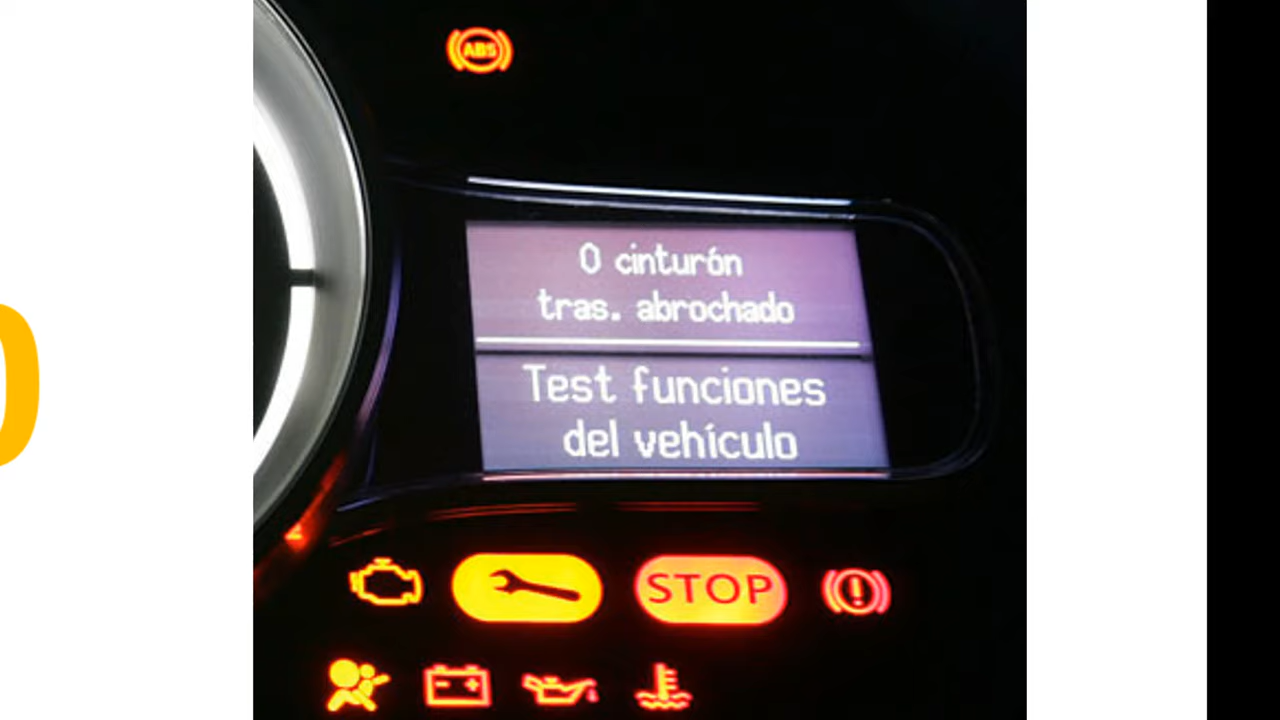 ABS
0 cinturón
tras. abrochado
Test funciones
del vehículo
STOP